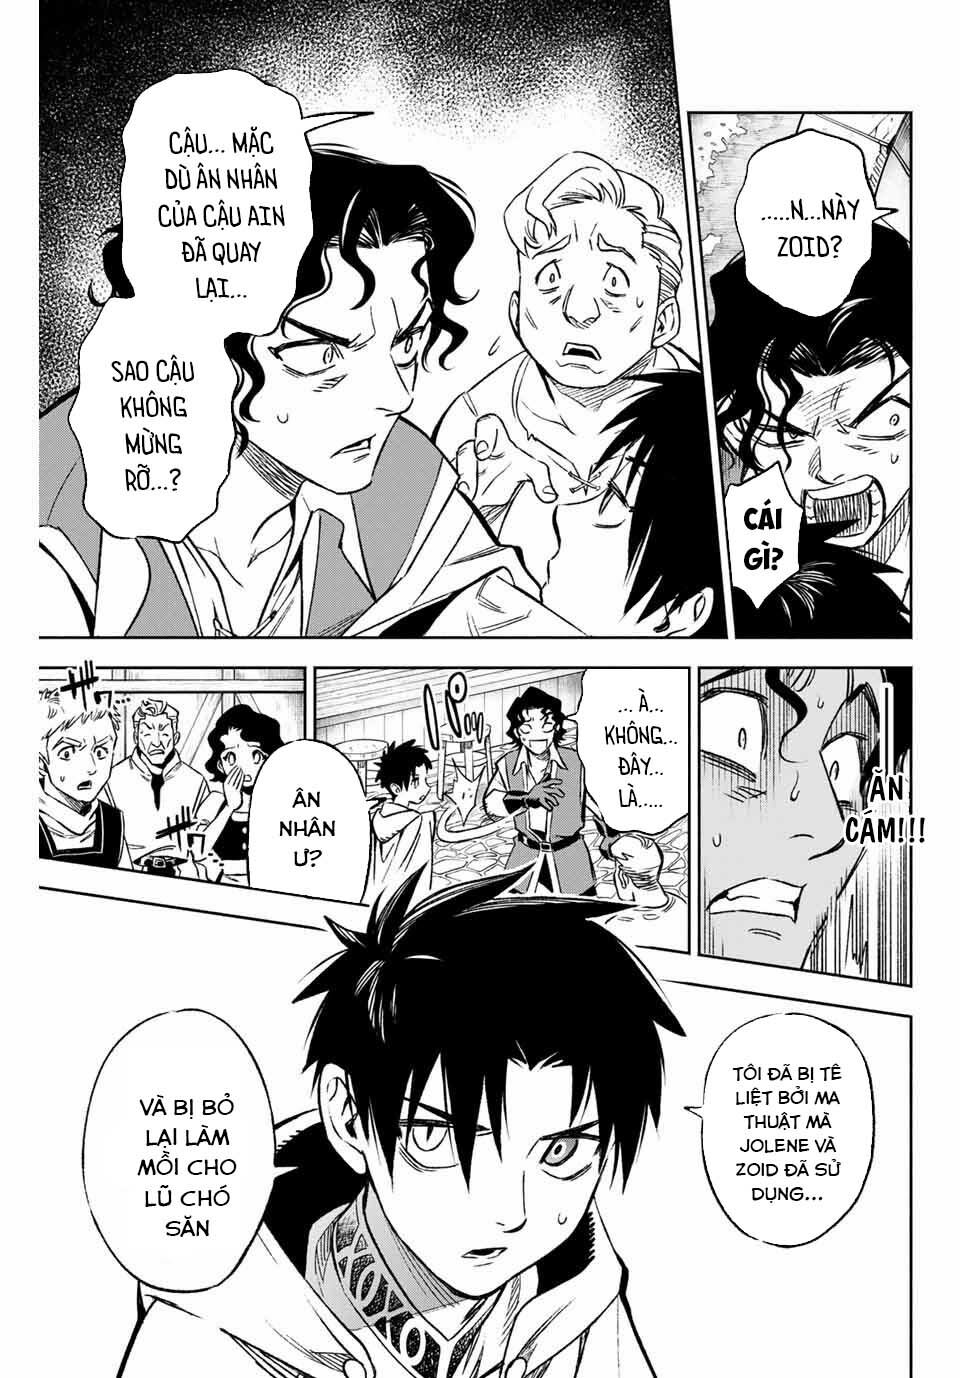 .....N...NÀY
ZOID?
CÁI
GÌ?
CẬU... MẶC
DÙ ÂN NHÂN
CỦA CẬU AIN
ĐÃ QUAY
LẠI...
SAO CẬU
KHÔNG
MỪNG
RỠ...?
ĂN
CÁM!!!
... À...
KHÔNG...
ĐÂY...
LÀ.....
ÂN
NHÂN
Ư?
TÔI ĐÃ BỊ TÊ
LIỆT BỞI MA
THUẬT MÀ
JOLENE VÀ
ZOID ĐÃ SỬ
DỤNG...
VÀ BỊ BỎ
LẠI LÀM
MỒI CHO
LŨ CHÓ
SĂN